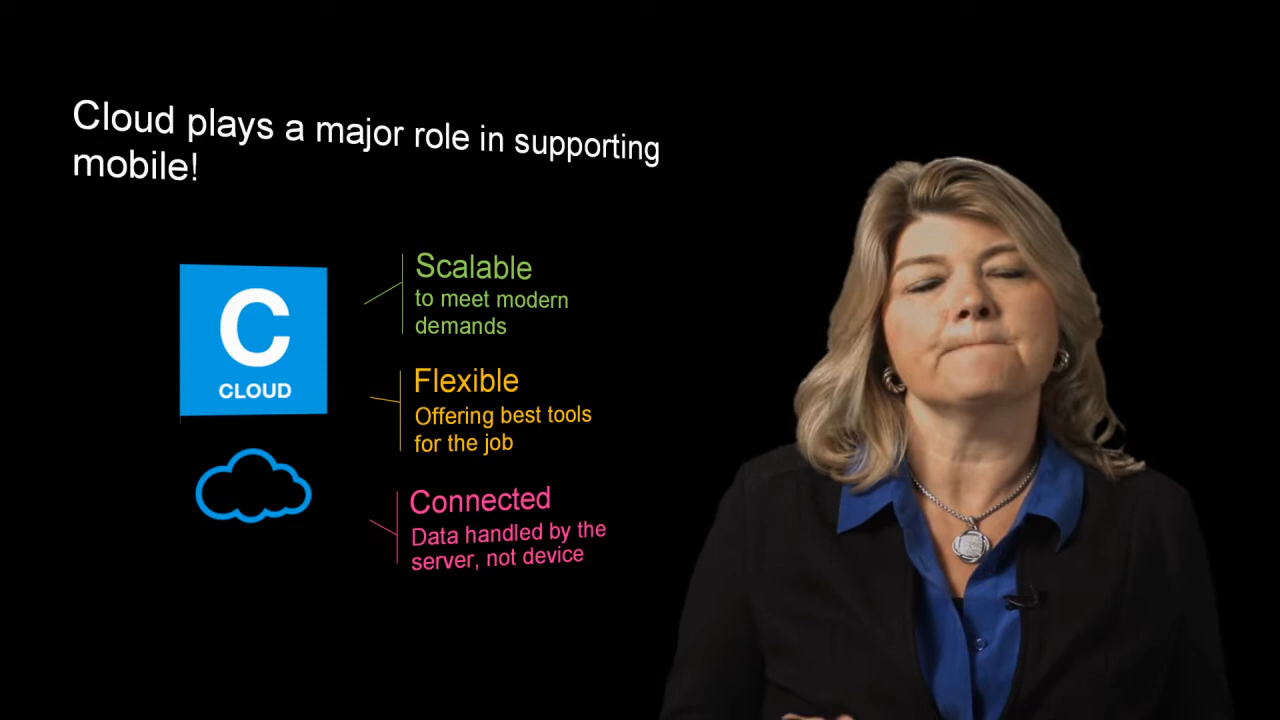 Cloud plays a major role in supporting
mobile!
C
CLOUD
Scalable
to meet modern
demands
Flexible
Offering best tools
for the job
Connected
Data handled by the
server, not device